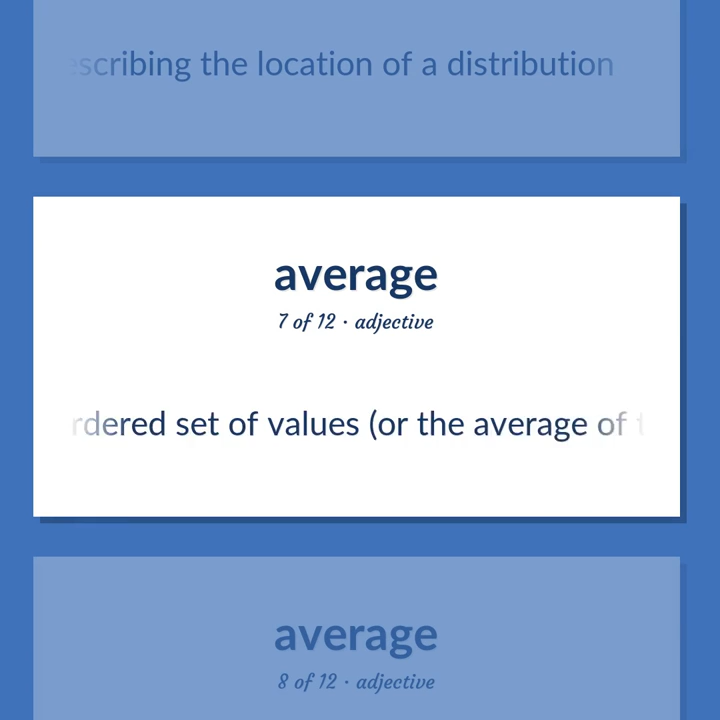 scribing the location of a distribution
average
7 of 12 · adjective
rdered set of values (or the average of t
average
8 of 12 · adjective